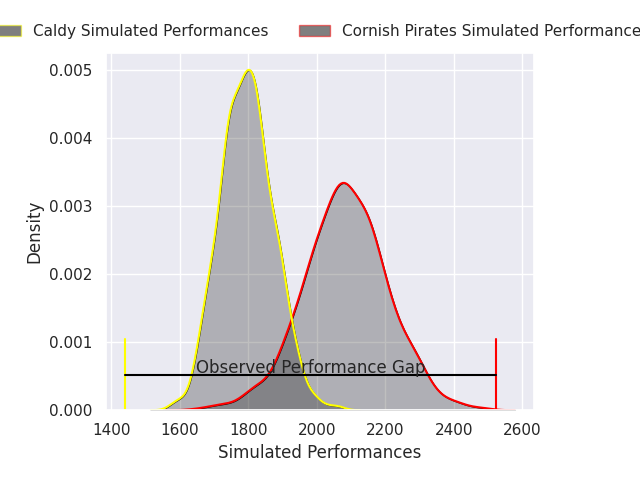 Caldy Simulated Performances
Cornish Pirates Simulated Performance
0.005
0.004
0.003
0.002
0.001
0.000
Density
Observed Performance Gap
1400 1600 1800 2000 2200 2400 2600
Simulated Performances